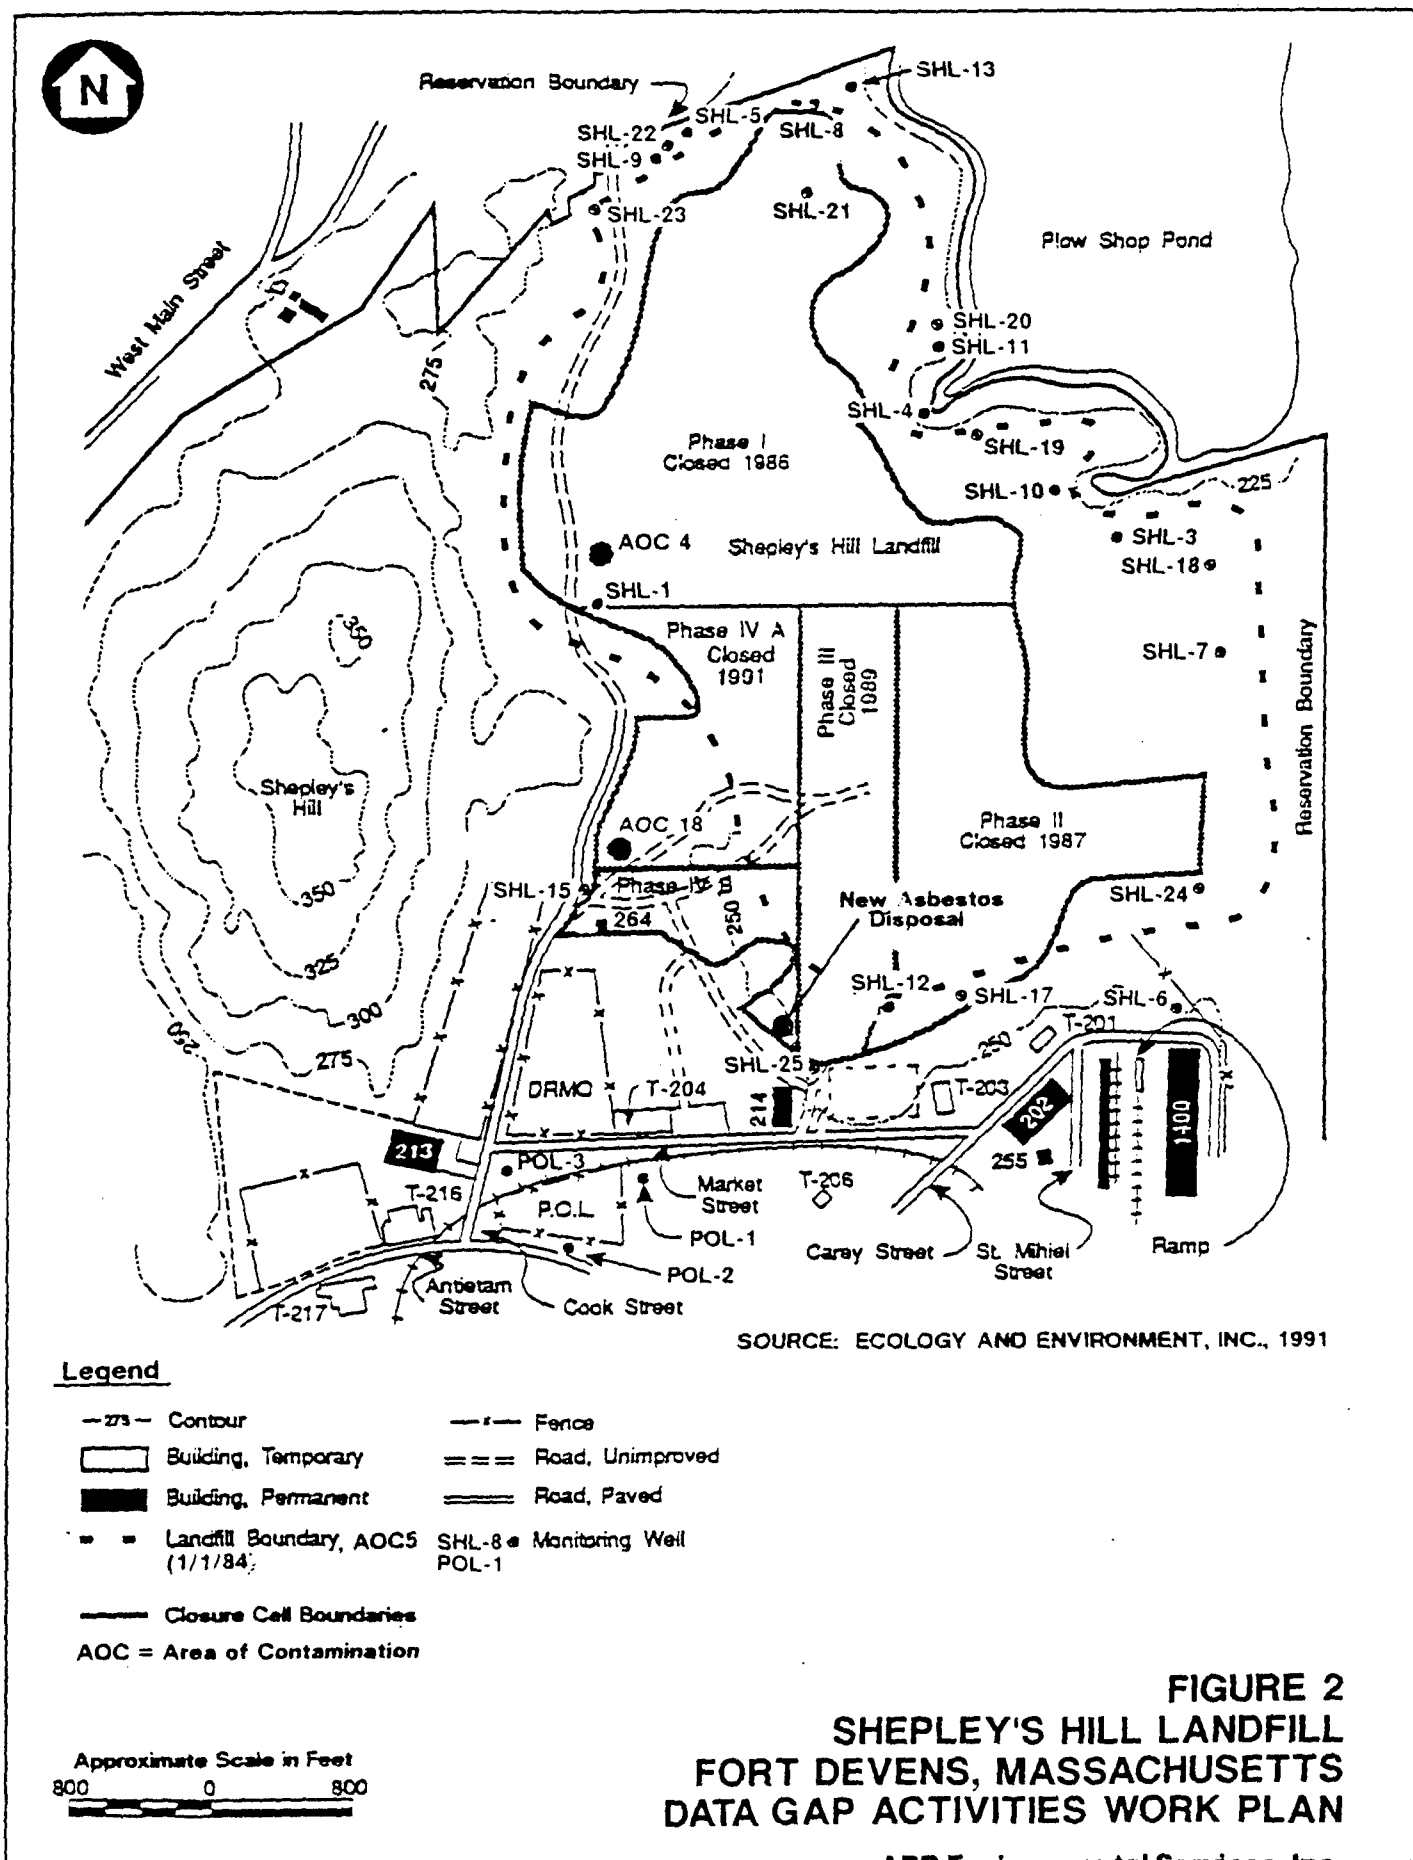 N
Reservation Boundary
SHL-13
SHL-5
SHL-22
SHL-8
SHL-9
SHL-21
SHL-23
Plow Shop Pond
West Main Street
SHL-20
SHL-11
275
SHL-4
Phase I
Closed 1986
SHL-19
SHL-10
225
AOC 4
Shepley's Hill Landfill
SHL-3
SHL-18
SHL-1
350
Phase IV A
Closed
1991
Phase III
Closed
1989
SHL-7
Reservation Boundary
Shepley's
Hill
AOC 18
Phase II
Closed 1987
SHL-15
Phase IV B
350
264
250
New Asbestos
Disposal
SHL-24
325
SHL-12
SHL-17
SHL-6
300
250
275
250
T-201
SHL-25
DRMO
T-204
214
T-203
202
1400
213
POL-3
255
T-216
Market
Street
T-206
P.O.L
POL-1
Carey Street
St. Mihiel
Street
Ramp
POL-2
Antietam
Street
Cook Street
T-217
SOURCE: ECOLOGY AND ENVIRONMENT, INC., 1991
Legend
275 Contour
Fence
Building, Temporary
Road, Unimproved
Building, Permanent
Road, Paved
Landfill Boundary, AOC5
(1/1/84)
SHL-8 Monitoring Well
POL-1
Closure Cell Boundaries
AOC = Area of Contamination
Approximate Scale in Feet
800 0 800
FIGURE 2
SHEPLEY'S HILL LANDFILL
FORT DEVENS, MASSACHUSETTS
DATA GAP ACTIVITIES WORK PLAN